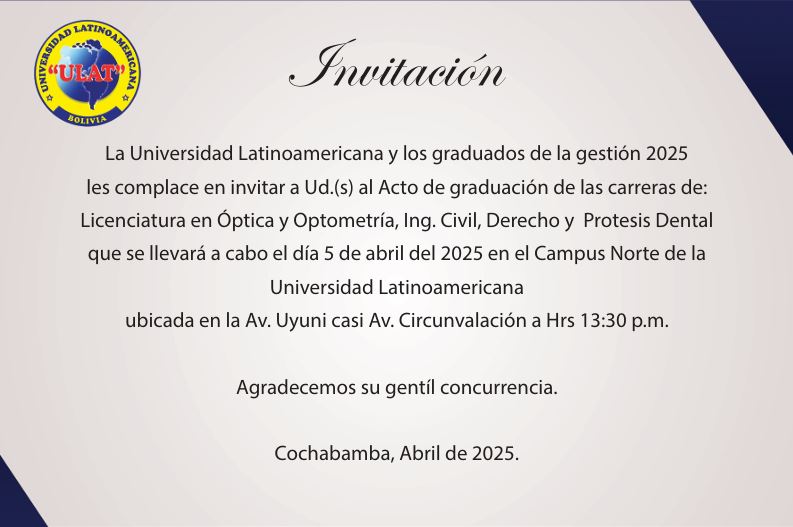 UNIVERSIDAD LATINOAMERICANA
"ULAT"
BOLIVIA
Invitación
La Universidad Latinoamericana y los graduados de la gestión 2025
les complace en invitar a Ud.(s) al Acto de graduación de las carreras de:
Licenciatura en Óptica y Optometría, Ing. Civil, Derecho y  Protesis Dental
que se llevará a cabo el día 5 de abril del 2025 en el Campus Norte de la
Universidad Latinoamericana
ubicada en la Av. Uyuni casi Av. Circunvalación a Hrs 13:30 p.m.
Agradecemos su gentíl concurrencia.
Cochabamba, Abril de 2025.